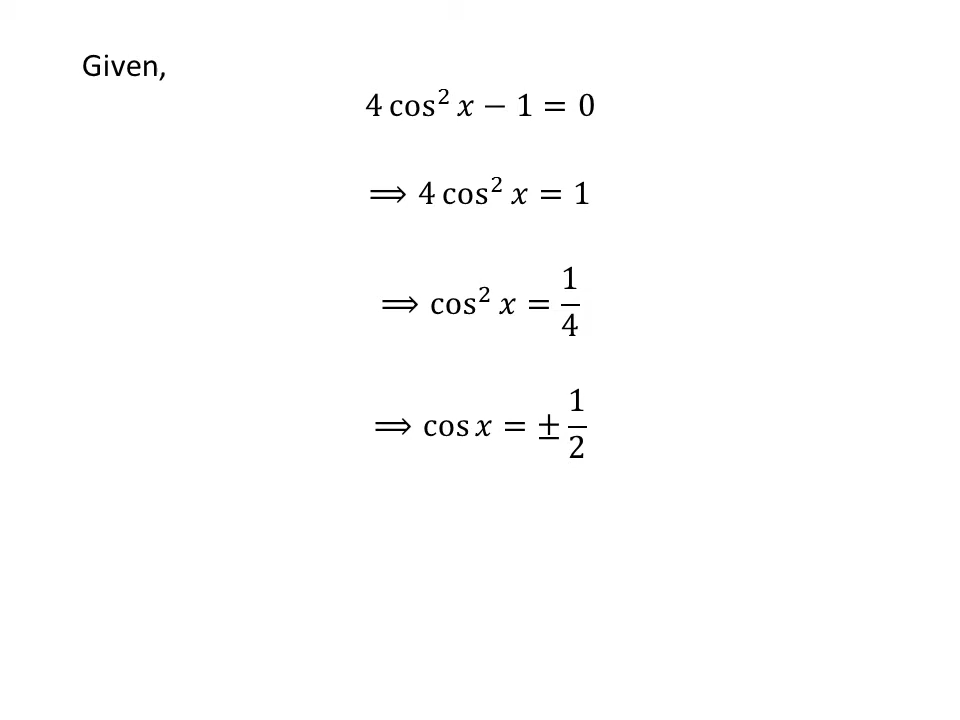 Given,
4 cos² x − 1 = 0
⟹ 4 cos² x = 1
⟹ cos² x = 1/4
⟹ cos x = ± 1/2